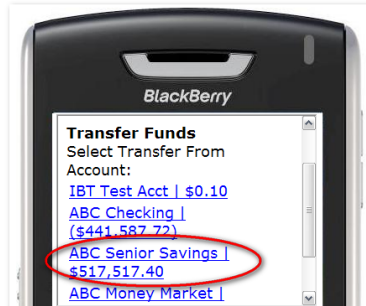 BlackBerry
Transfer Funds
Select Transfer From
Account:
IBT Test Acct | $0.10
ABC Checking |
($441,587.72)
ABC Senior Savings |
$517,517.40
ABC Money Market |